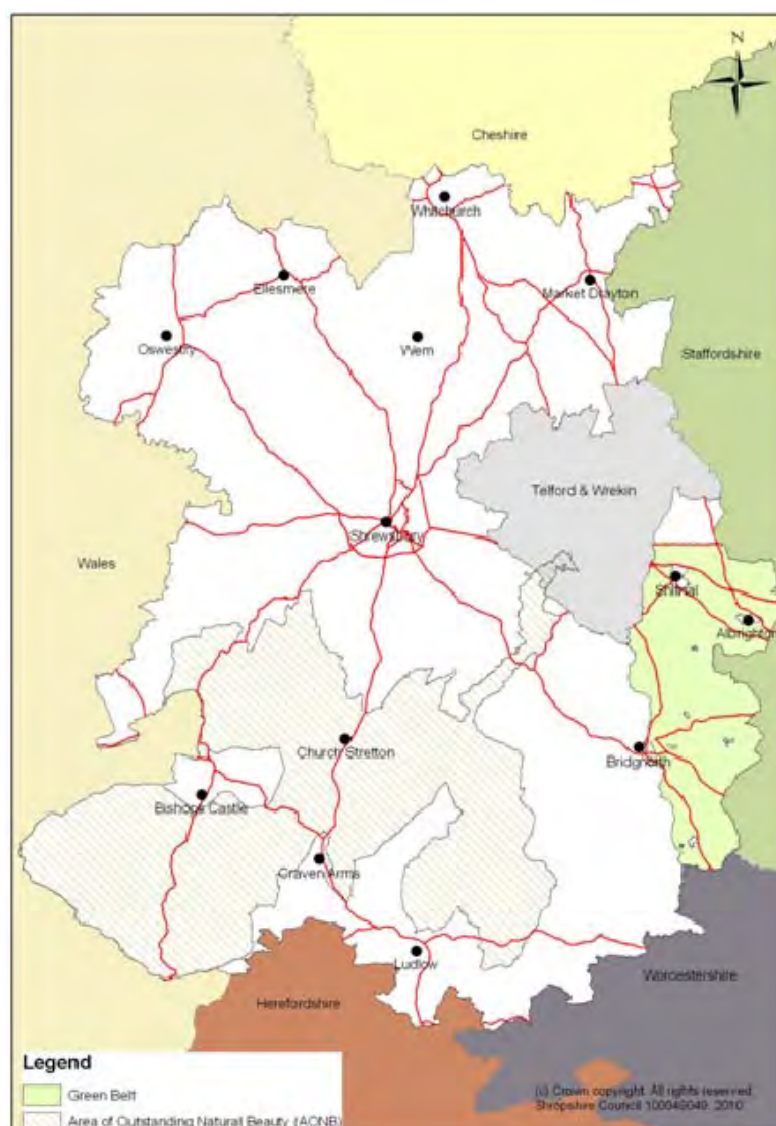 N
Cheshire
Whitchurch
Ellesmere
Market Drayton
Oswestry
Wem
Staffordshire
Telford & Wrekin
Shrewsbury
Wales
Shifnal
Albrighton
Church Stretton
Bridgnorth
Bishops Castle
Craven Arms
Ludlow
Worcestershire
Herefordshire
Legend
Green Belt
Area of Outstanding Natural Beauty (AONB)
(c) Crown copyright. All rights reserved.
Shropshire Council 100049049. 2010